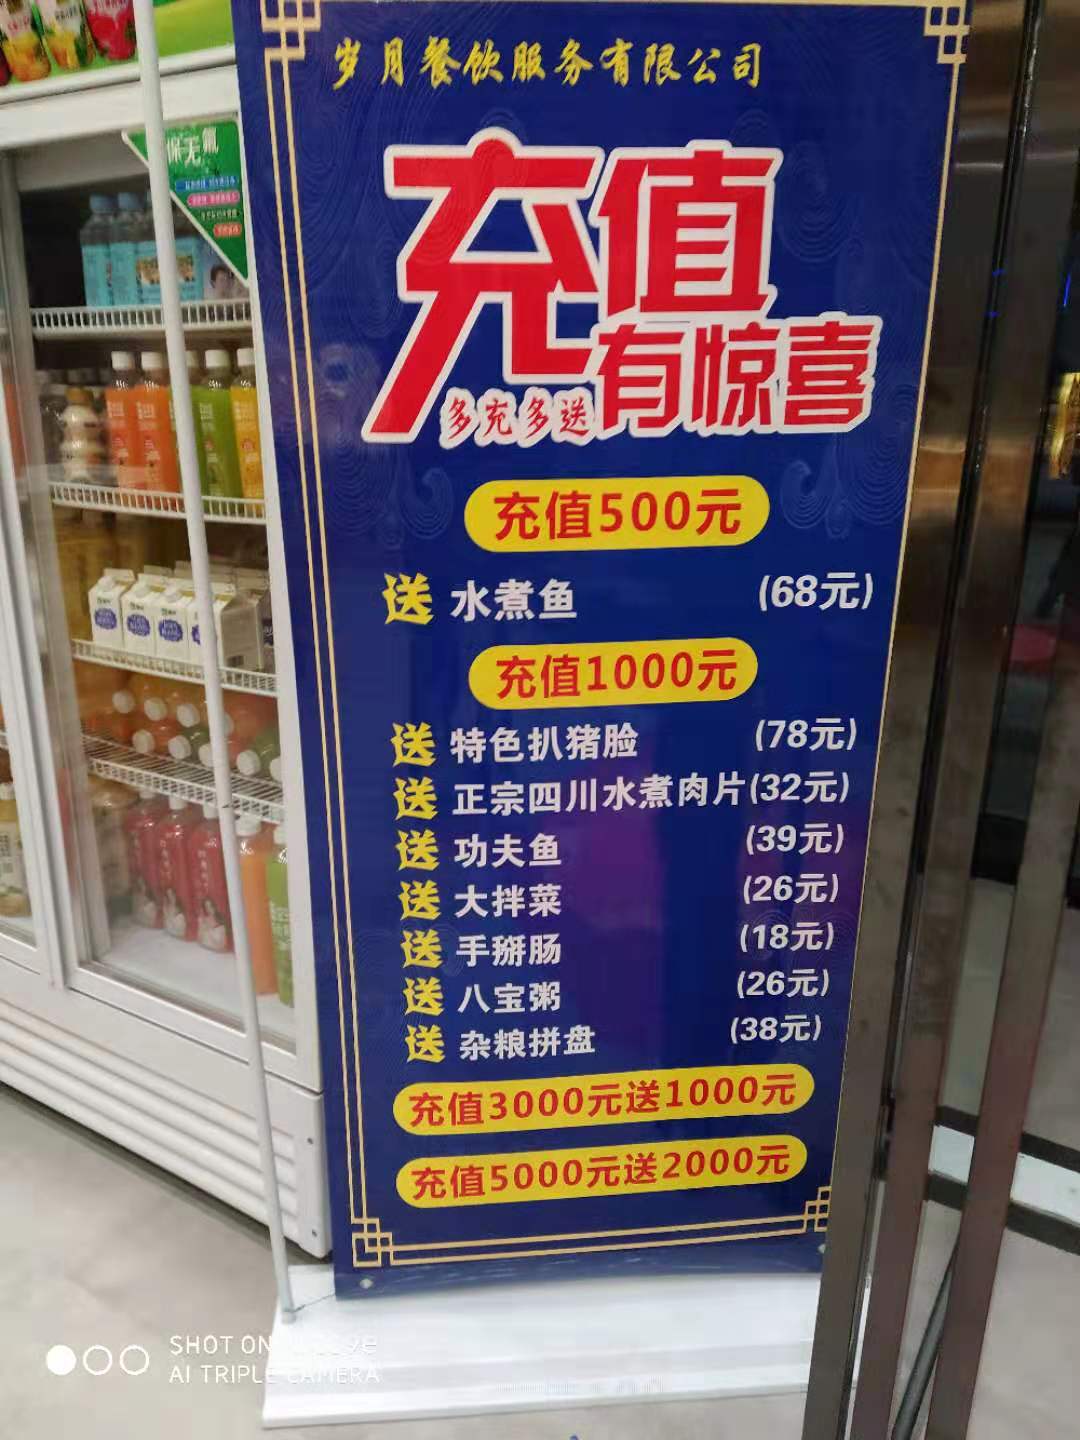 岁月餐饮服务有限公司
充值
有惊喜
多充多送
充值500元
送 水煮鱼 (68元)
充值1000元
送 特色扒猪脸 (78元)
送 正宗四川水煮肉片(32元)
送 功夫鱼 (39元)
送 大拌菜 (26元)
送 手掰肠 (18元)
送 八宝粥 (26元)
送 杂粮拼盘 (38元)
充值3000元送1000元
充值5000元送2000元
保无氟
SHOT ON
AI TRIPLE CAMERA